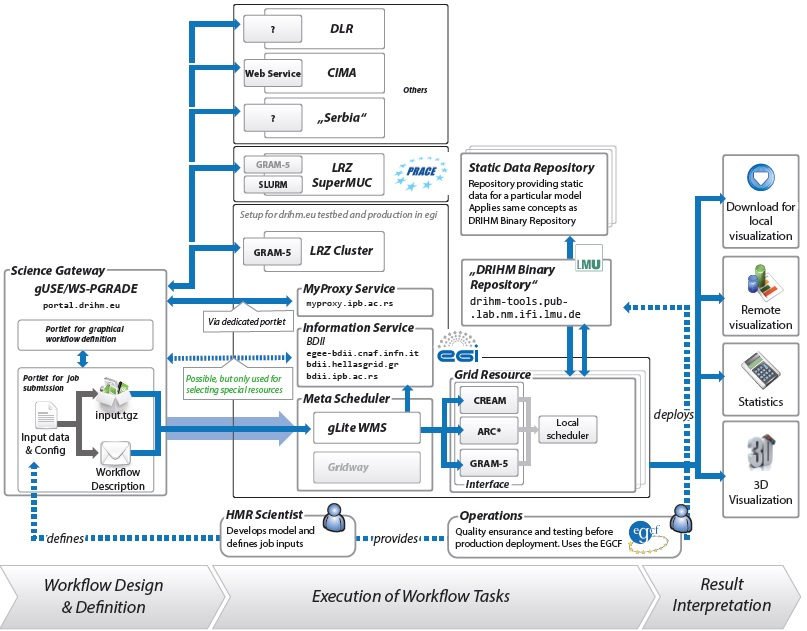 ?
DLR
Web Service
CIMA
Others
?
„Serbia“
GRAM-5
SLURM
LRZ
SuperMUC
PRACE
Setup for drihm.eu testbed and production in egi
GRAM-5
LRZ Cluster
Science Gateway
gUSE/WS-PGRADE
portal.drihm.eu
Portlet for graphical
workflow definition
Portlet for job
submission
input.tgz
Input data
& Config
Workflow
Description
MyProxy Service
myproxy.ipb.ac.rs
Via dedicated portlet
Information Service
BDII
egee-bdii.cnaf.infn.it
bdii.hellasgrid.gr
bdii.ipb.ac.rs
Possible, but only used for
selecting special resources
Meta Scheduler
gLite WMS
Gridway
egi
Static Data Repository
Repository providing static
data for a particular model
Applies same concepts as
DRIHM Binary Repository
LMU
„DRIHM Binary
Repository“
drihm-tools.pub-
.lab.nm.ifi.lmu.de
Grid Resource
CREAM
ARC*
GRAM-5
Interface
Local
scheduler
deploys
Download for
local
visualization
Remote
visualization
Statistics
3D
3D
Visualization
HMR Scientist
Develops model and
defines job inputs
defines
provides
Operations
Quality ensurance and testing before
production deployment. Uses the EGCF
egcf
Workflow Design
& Definition
Execution of Workflow Tasks
Result
Interpretation